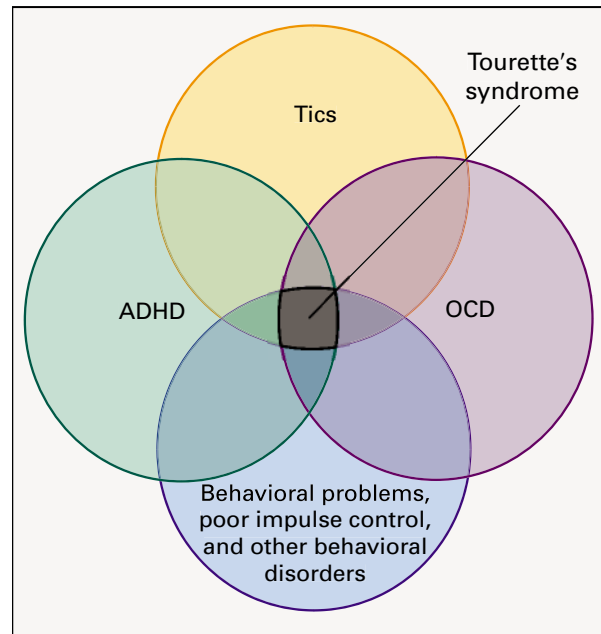 Tourette's
syndrome
Tics
ADHD
OCD
Behavioral problems,
poor impulse control,
and other behavioral
disorders